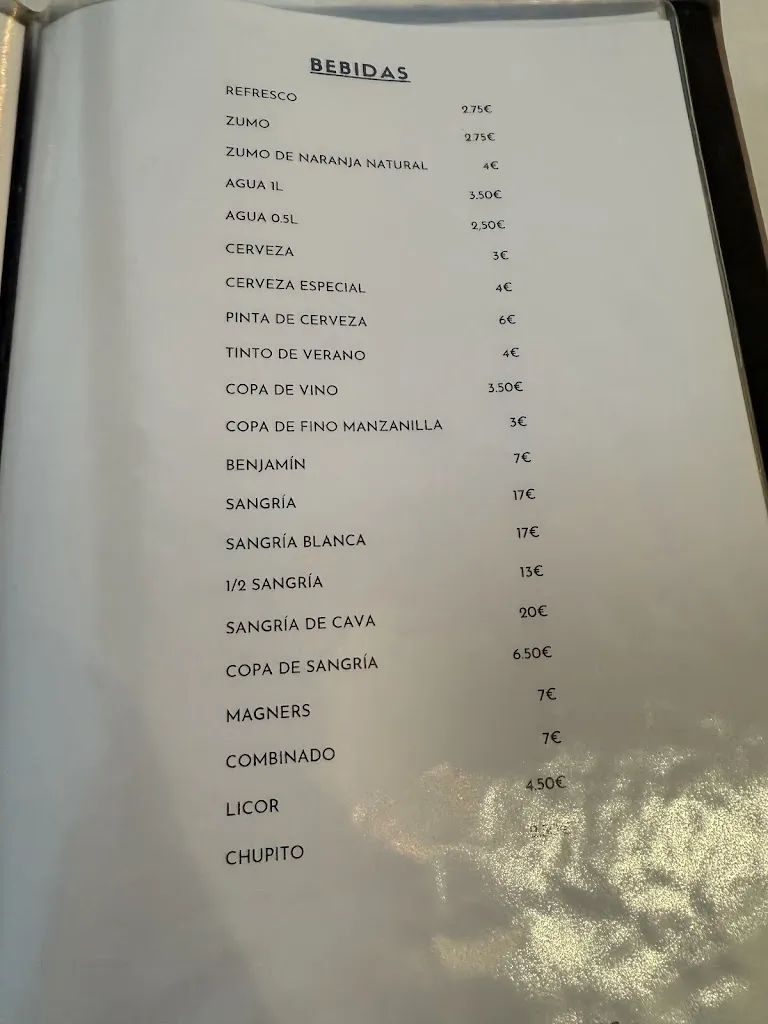 BEBIDAS
REFRESCO 2.75€
ZUMO 2.75€
ZUMO DE NARANJA NATURAL 4€
AGUA 1L 3.50€
AGUA 0.5L 2,50€
CERVEZA 3€
CERVEZA ESPECIAL 4€
PINTA DE CERVEZA 6€
TINTO DE VERANO 4€
COPA DE VINO 3.50€
COPA DE FINO MANZANILLA 3€
BENJAMÍN 7€
SANGRÍA 17€
SANGRÍA BLANCA 17€
1/2 SANGRÍA 13€
SANGRÍA DE CAVA 20€
COPA DE SANGRÍA 6.50€
MAGNERS 7€
COMBINADO 7€
LICOR 4.50€
CHUPITO